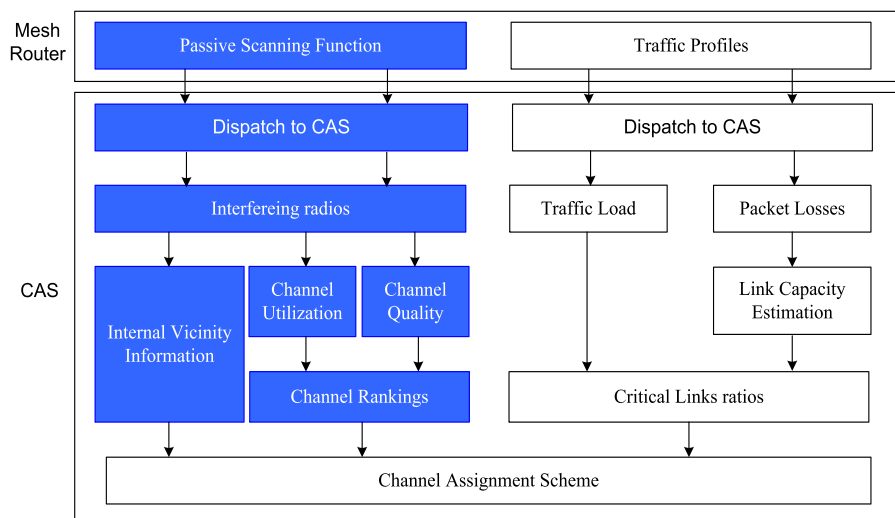 Mesh
Router
Passive Scanning Function
Traffic Profiles
Dispatch to CAS
Dispatch to CAS
Interfereing radios
Traffic Load
Packet Losses
CAS
Internal Vicinity
Information
Channel
Utilization
Channel
Quality
Link Capacity
Estimation
Channel Rankings
Critical Links ratios
Channel Assignment Scheme